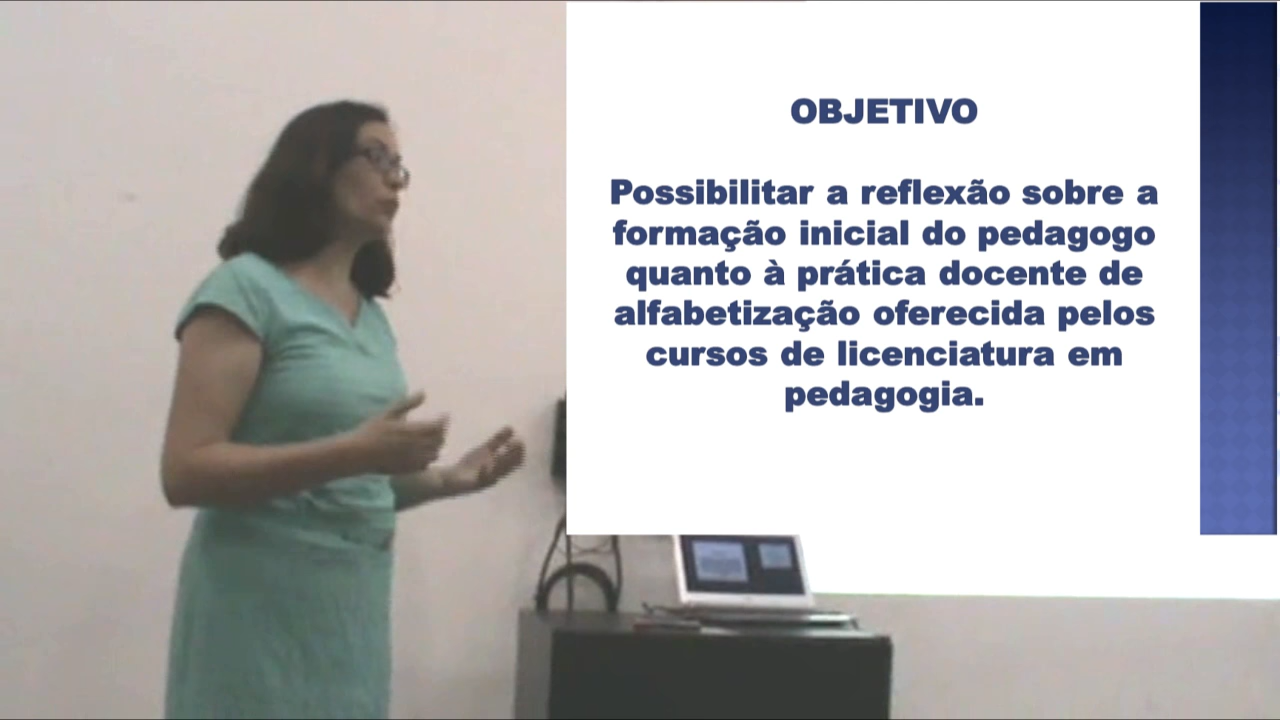 OBJETIVO
Possibilitar a reflexão sobre a
formação inicial do pedagogo
quanto à prática docente de
alfabetização oferecida pelos
cursos de licenciatura em
pedagogia.